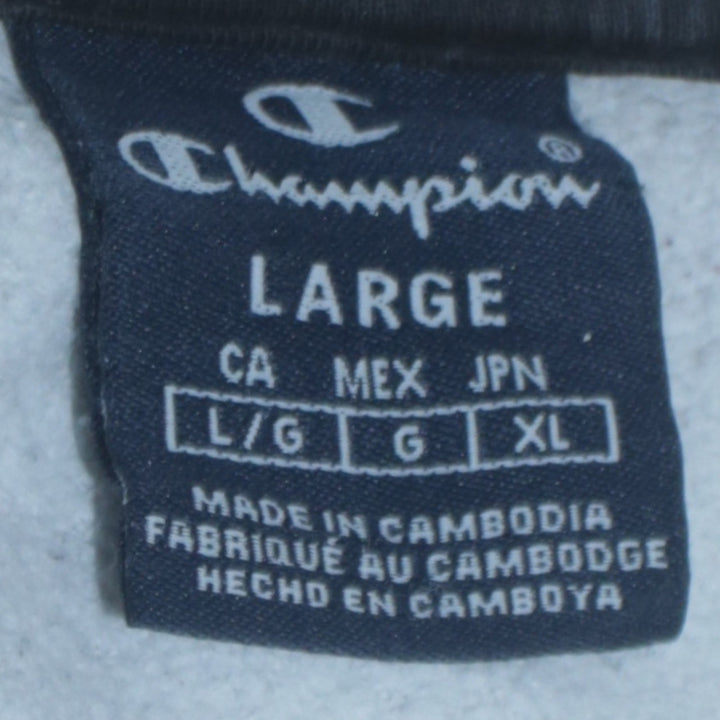 Champion®
LARGE
CA MEX JPN
L/G G XL
MADE IN CAMBODIA
FABRIQUÉ AU CAMBODGE
HECHO EN CAMBOYA